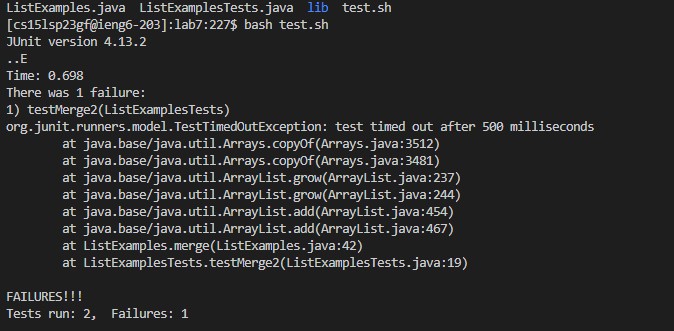 ListExamples.java  ListExamplesTests.java  lib  test.sh
[cs15lsp23gf@ieng6-203]:lab7:227$ bash test.sh
JUnit version 4.13.2
..E
Time: 0.698
There was 1 failure:
1) testMerge2(ListExamplesTests)
org.junit.runners.model.TestTimedOutException: test timed out after 500 milliseconds
        at java.base/java.util.Arrays.copyOf(Arrays.java:3512)
        at java.base/java.util.Arrays.copyOf(Arrays.java:3481)
        at java.base/java.util.ArrayList.grow(ArrayList.java:237)
        at java.base/java.util.ArrayList.grow(ArrayList.java:244)
        at java.base/java.util.ArrayList.add(ArrayList.java:454)
        at java.base/java.util.ArrayList.add(ArrayList.java:467)
        at ListExamples.merge(ListExamples.java:42)
        at ListExamplesTests.testMerge2(ListExamplesTests.java:19)

FAILURES!!!
Tests run: 2,  Failures: 1